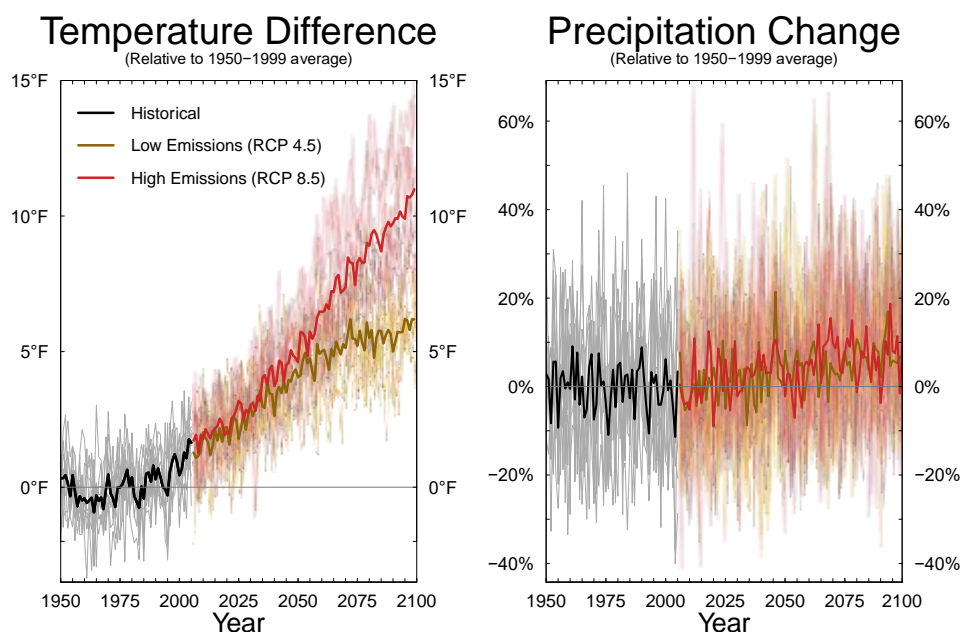 Temperature Difference
(Relative to 1950−1999 average)
15°F
10°F
5°F
0°F
15°F
10°F
5°F
0°F
Historical
Low Emissions (RCP 4.5)
High Emissions (RCP 8.5)
1950 1975 2000 2025 2050 2075 2100
Year
Precipitation Change
(Relative to 1950−1999 average)
60%
40%
20%
0%
−20%
−40%
60%
40%
20%
0%
−20%
−40%
1950 1975 2000 2025 2050 2075 2100
Year